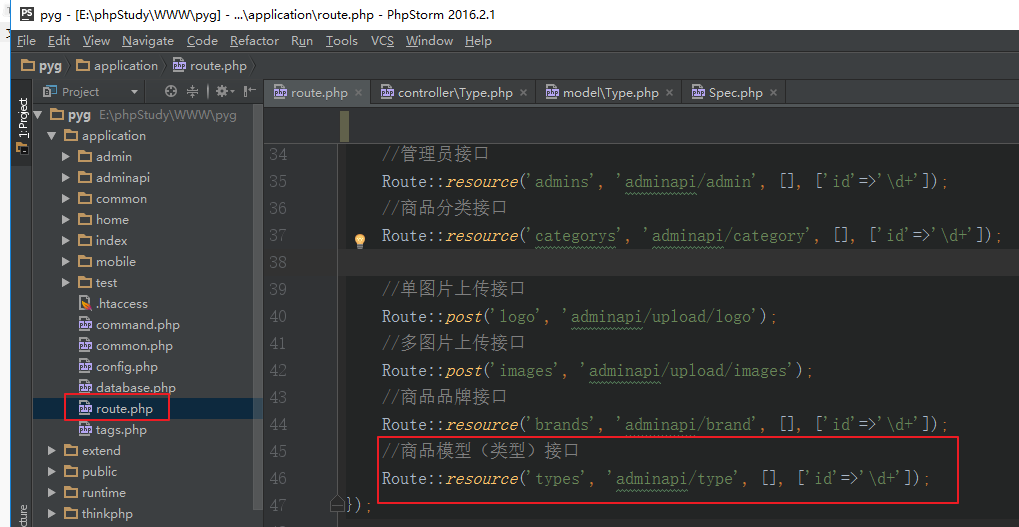 pyg - [E:\phpStudy\WWW\pyg] - ...\application\route.php - PhpStorm 2016.2.1
File Edit View Navigate Code Refactor Run Tools VCS Window Help
pyg application route.php
Project
route.php controller\Type.php model\Type.php Spec.php
1: Project
pyg E:\phpStudy\WWW\pyg
application
admin
adminapi
common
home
index
mobile
test
.htaccess
command.php
common.php
config.php
database.php
route.php
tags.php
extend
public
runtime
thinkphp
34 //管理员接口
35 Route::resource('admins', 'adminapi/admin', [], ['id'=>'\d+']);
36 //商品分类接口
37 Route::resource('categorys', 'adminapi/category', [], ['id'=>'\d+']);
38
39 //单图片上传接口
40 Route::post('logo', 'adminapi/upload/logo');
41 //多图片上传接口
42 Route::post('images', 'adminapi/upload/images');
43 //商品品牌接口
44 Route::resource('brands', 'adminapi/brand', [], ['id'=>'\d+']);
45 //商品模型（类型）接口
46 Route::resource('types', 'adminapi/type', [], ['id'=>'\d+']);
47 });